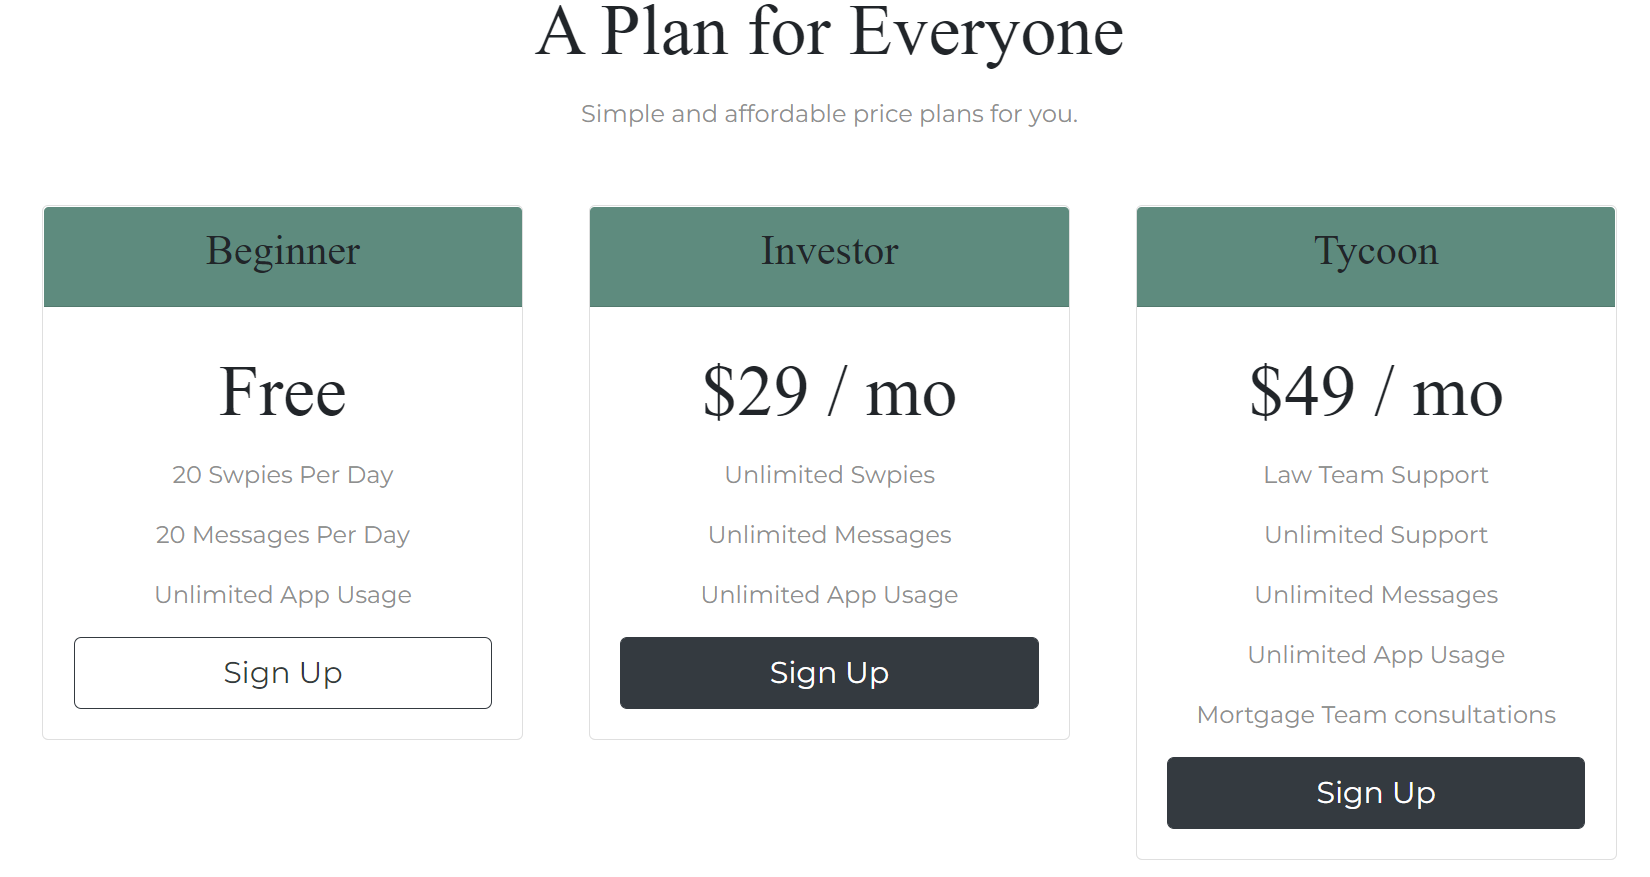 A Plan for Everyone
Simple and affordable price plans for you.
Beginner
Free
20 Swpies Per Day
20 Messages Per Day
Unlimited App Usage
Sign Up
Investor
$29 / mo
Unlimited Swpies
Unlimited Messages
Unlimited App Usage
Sign Up
Tycoon
$49 / mo
Law Team Support
Unlimited Support
Unlimited Messages
Unlimited App Usage
Mortgage Team consultations
Sign Up